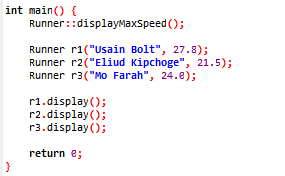 int main() {
    Runner::displayMaxSpeed();
    Runner r1("Usain Bolt", 27.8);
    Runner r2("Eliud Kipchoge", 21.5);
    Runner r3("Mo Farah", 24.0);
    r1.display();
    r2.display();
    r3.display();
    return 0;
}